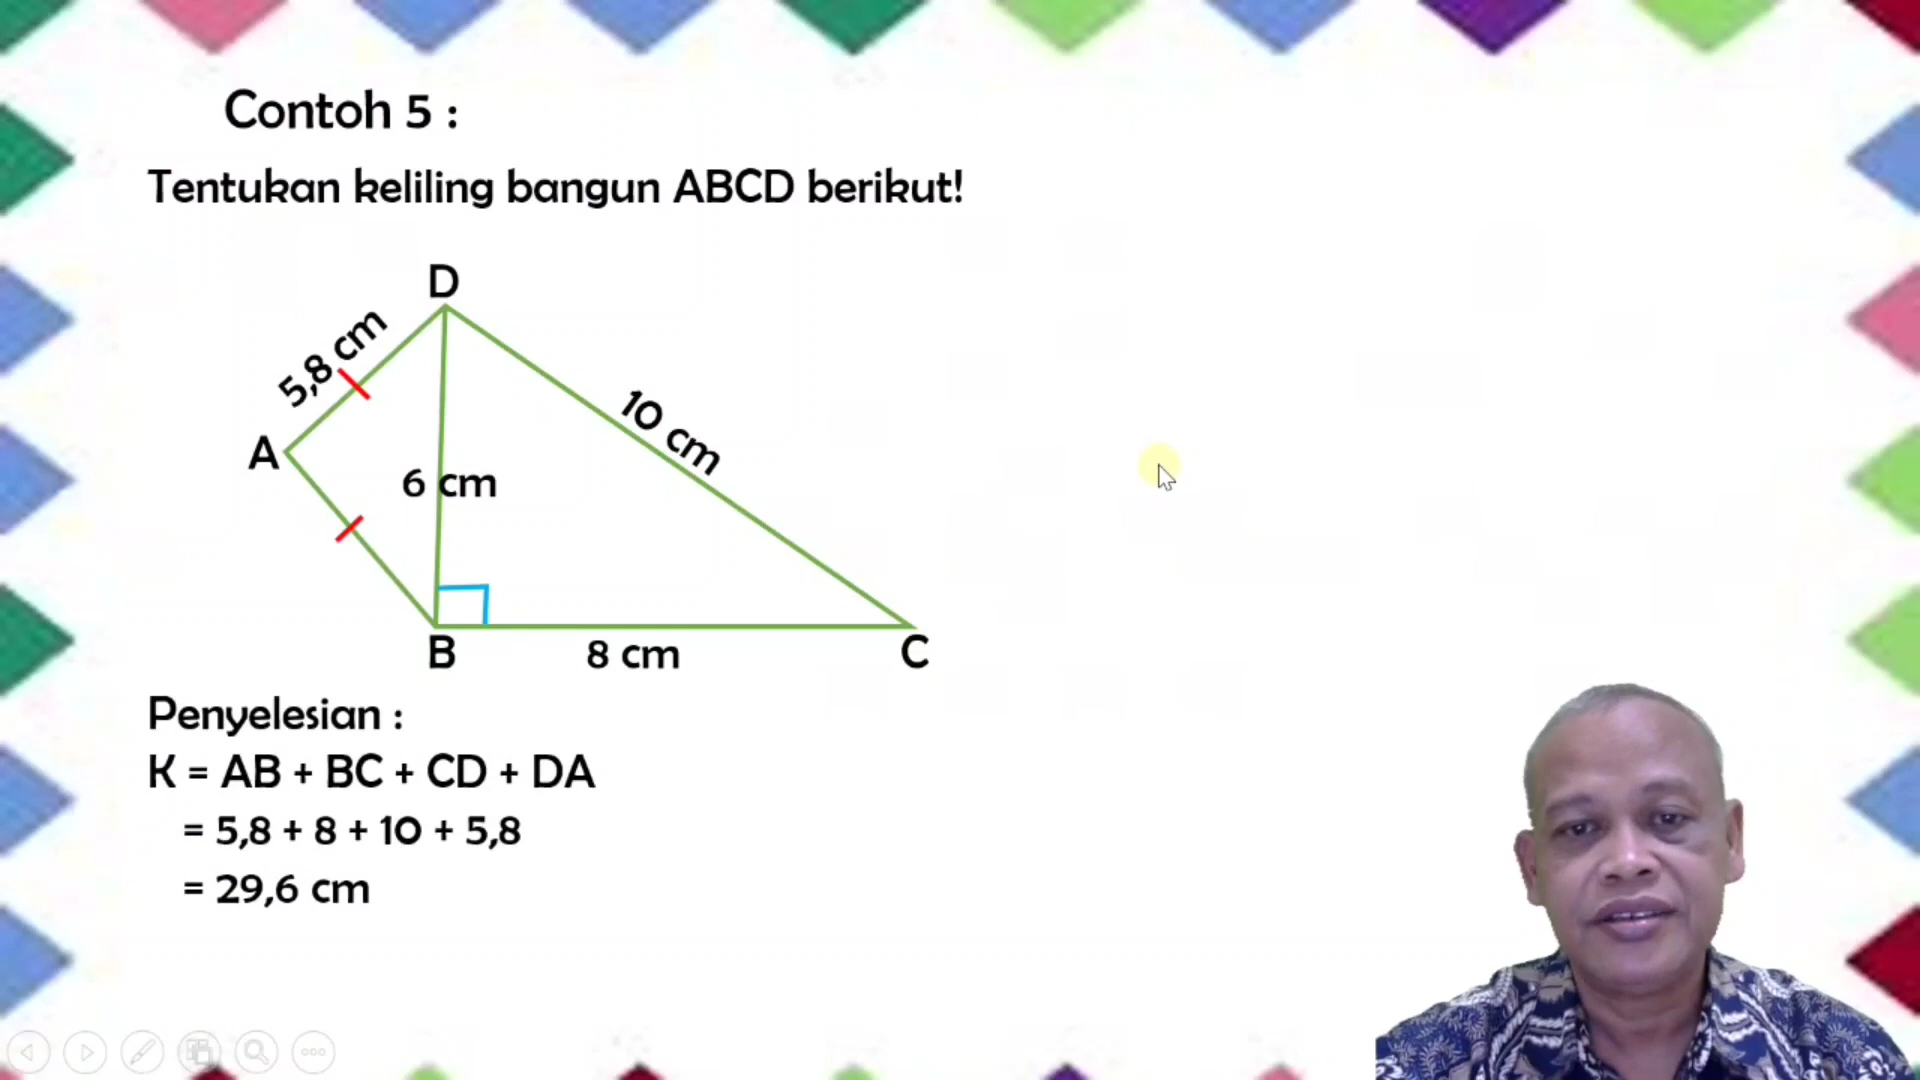 Contoh 5 :
Tentukan keliling bangun ABCD berikut!
D
5,8 cm
10 cm
A
6 cm
B
8 cm
C
Penyelesian :
K = AB + BC + CD + DA
= 5,8 + 8 + 10 + 5,8
= 29,6 cm